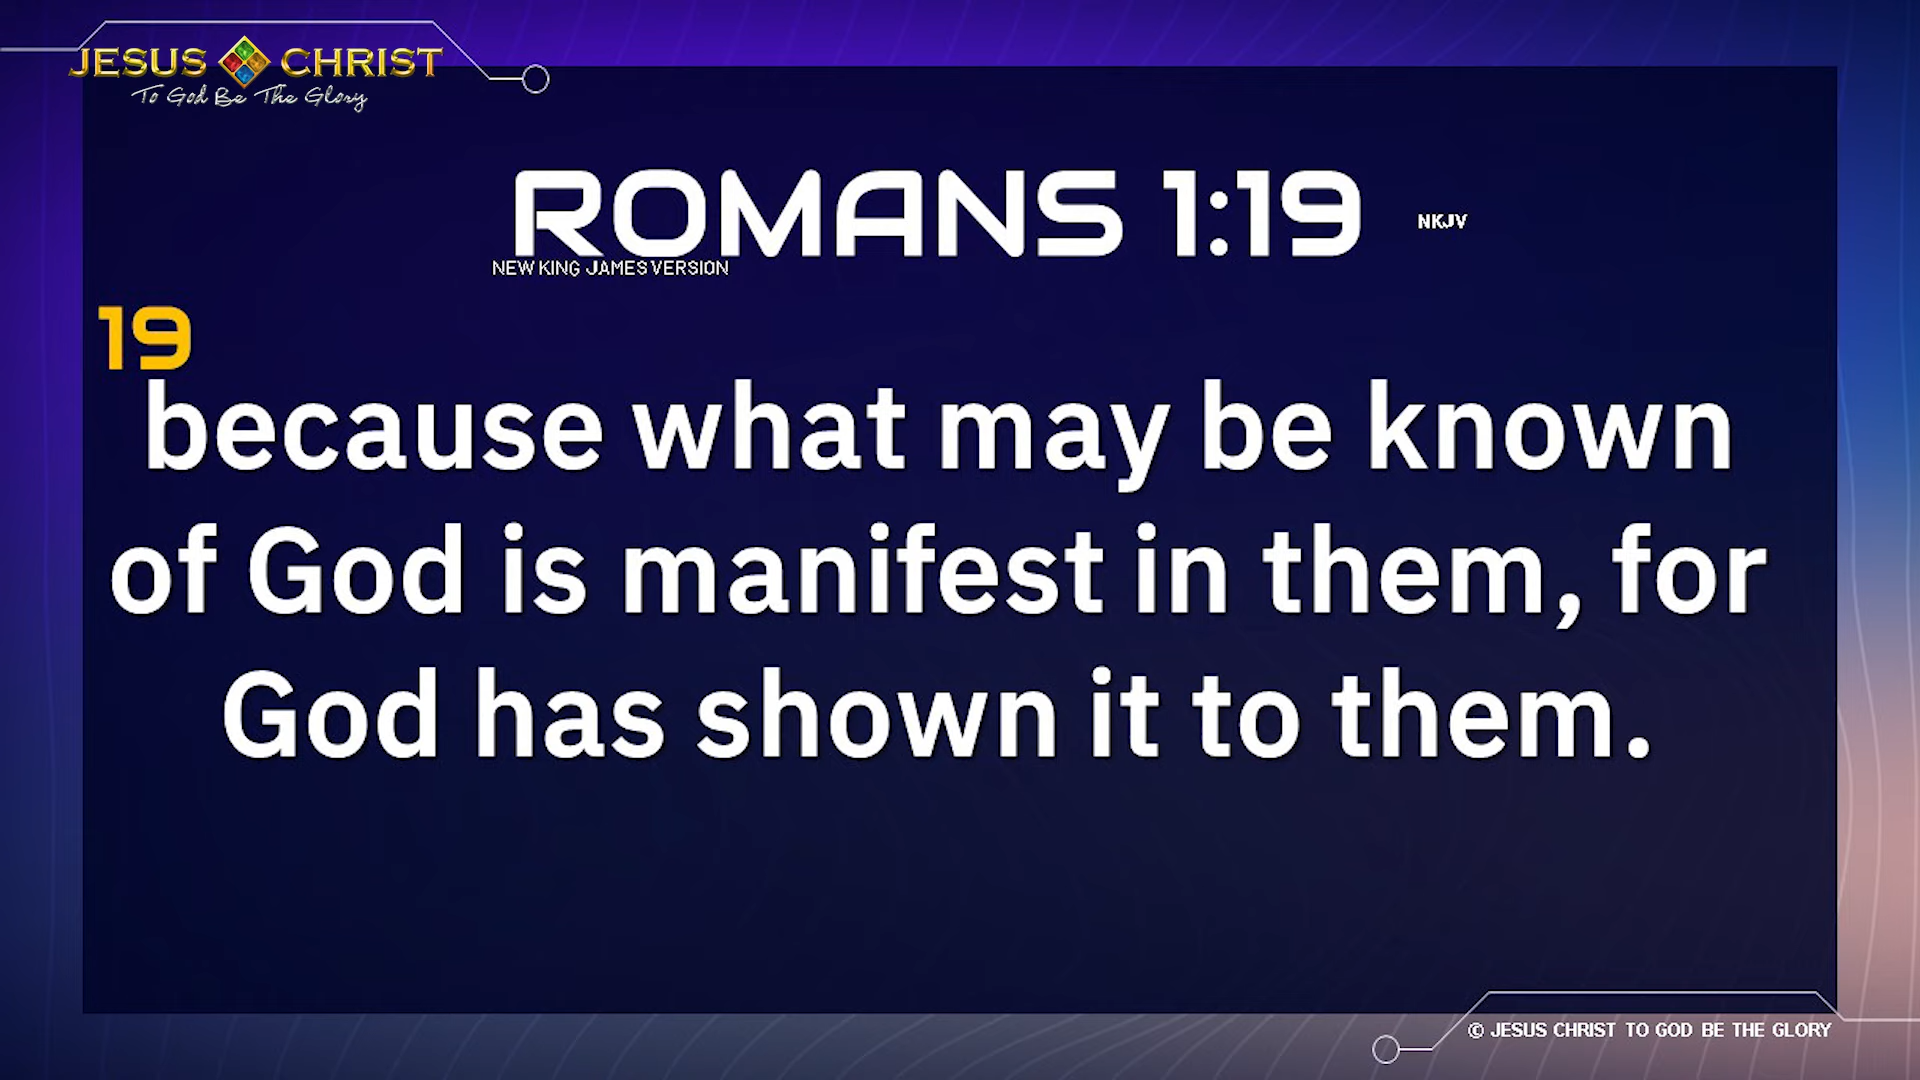 JESUS CHRIST
To God Be The Glory
ROMANS 1:19 NKJV
NEW KING JAMES VERSION
19
because what may be known
of God is manifest in them, for
God has shown it to them.
© JESUS CHRIST TO GOD BE THE GLORY